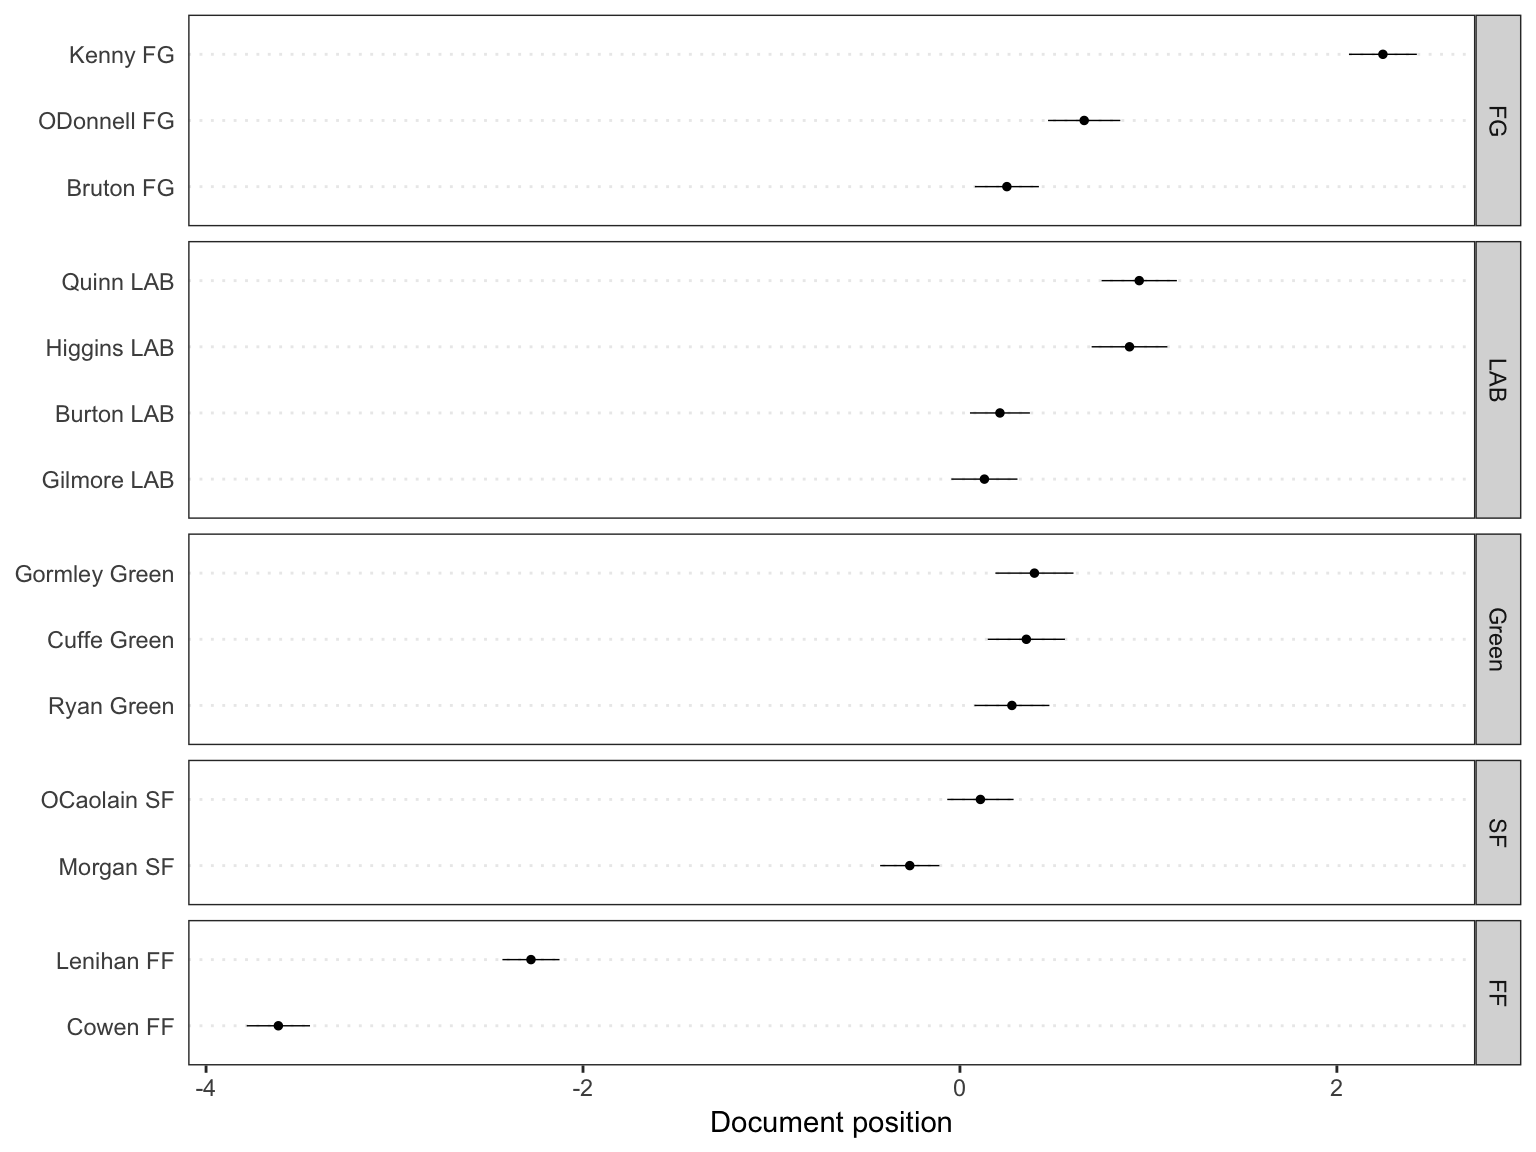 Kenny FG
ODonnell FG
Bruton FG
FG
Quinn LAB
Higgins LAB
Burton LAB
Gilmore LAB
LAB
Gormley Green
Cuffe Green
Ryan Green
Green
OCaolain SF
Morgan SF
SF
Lenihan FF
Cowen FF
FF
-4 -2 0 2
Document position